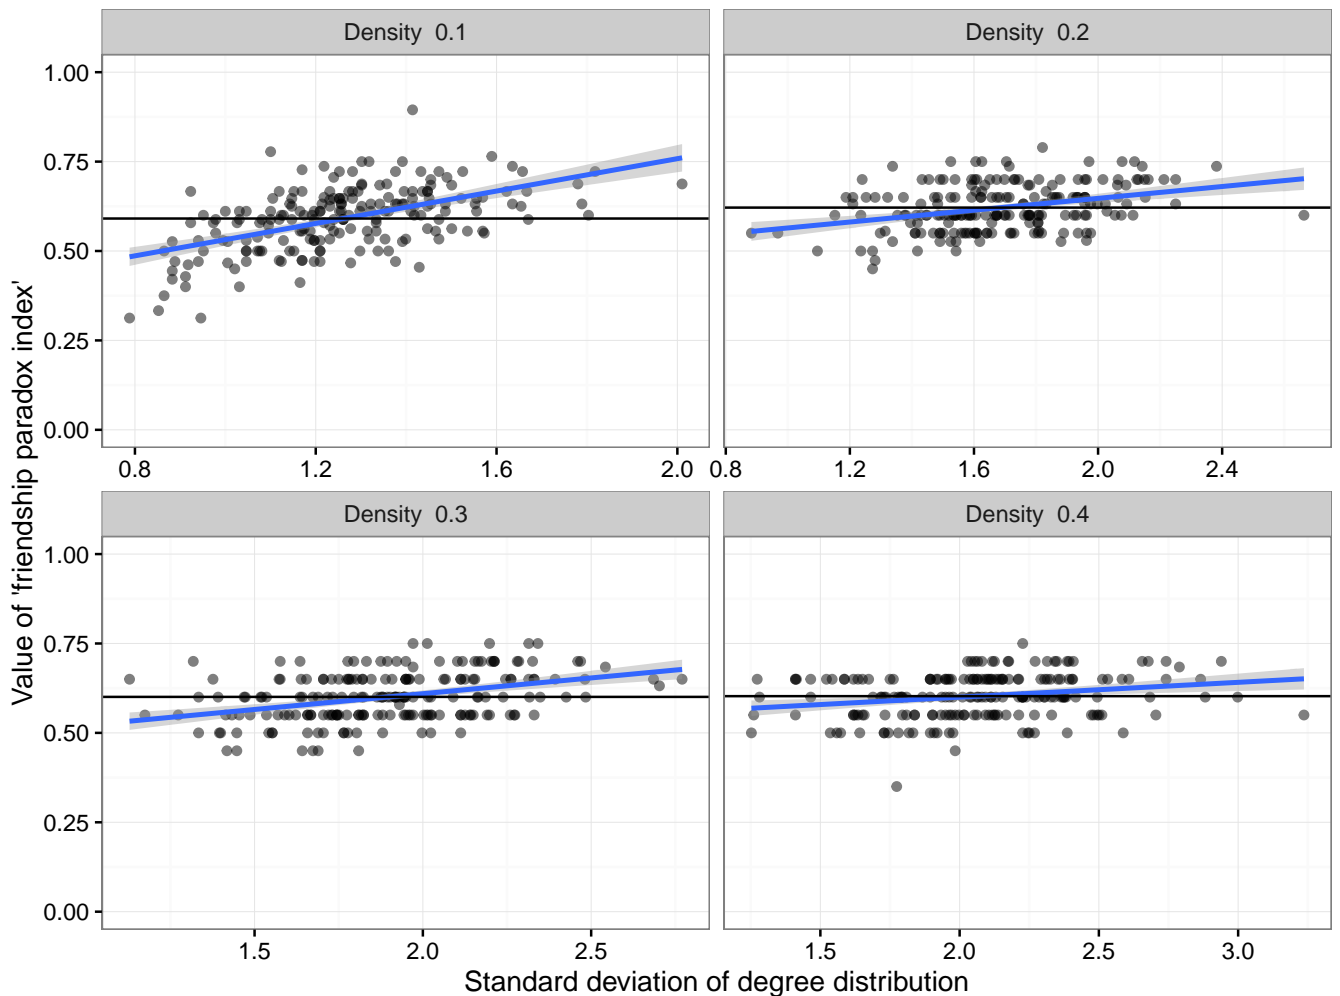 Density 0.1
Density 0.2
1.00
0.75
0.50
0.25
0.00
0.8 1.2 1.6 2.0
0.8 1.2 1.6 2.0 2.4
Density 0.3
Density 0.4
1.00
0.75
0.50
0.25
0.00
1.5 2.0 2.5
1.5 2.0 2.5 3.0
Standard deviation of degree distribution
Value of 'friendship paradox index'